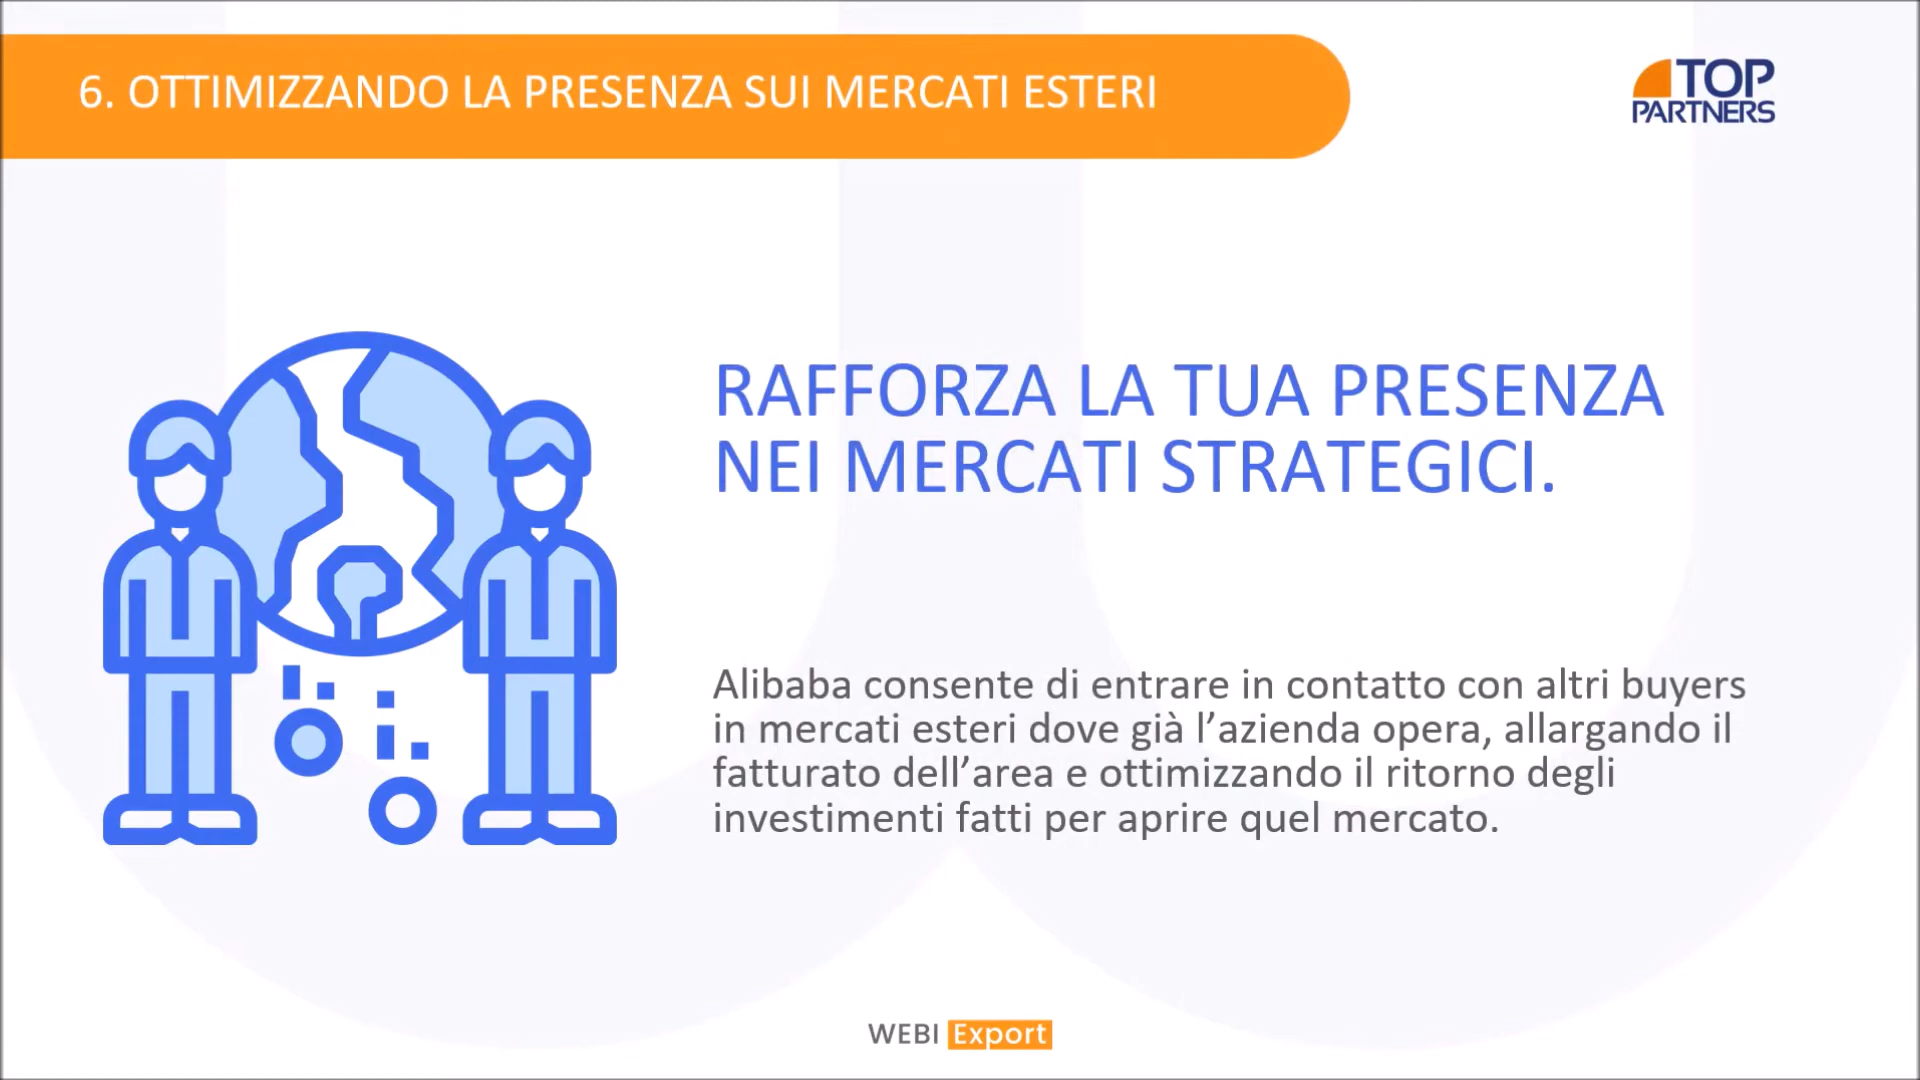 6. OTTIMIZZANDO LA PRESENZA SUI MERCATI ESTERI
TOP
PARTNERS
RAFFORZA LA TUA PRESENZA
NEI MERCATI STRATEGICI.
Alibaba consente di entrare in contatto con altri buyers
in mercati esteri dove già l’azienda opera, allargando il
fatturato dell’area e ottimizzando il ritorno degli
investimenti fatti per aprire quel mercato.
WEBI Export